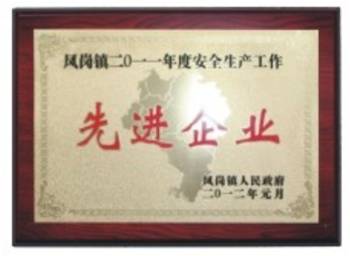 凤岗镇二〇一一年度安全生产工作
先进企业
凤岗镇人民政府
二〇一二年元月